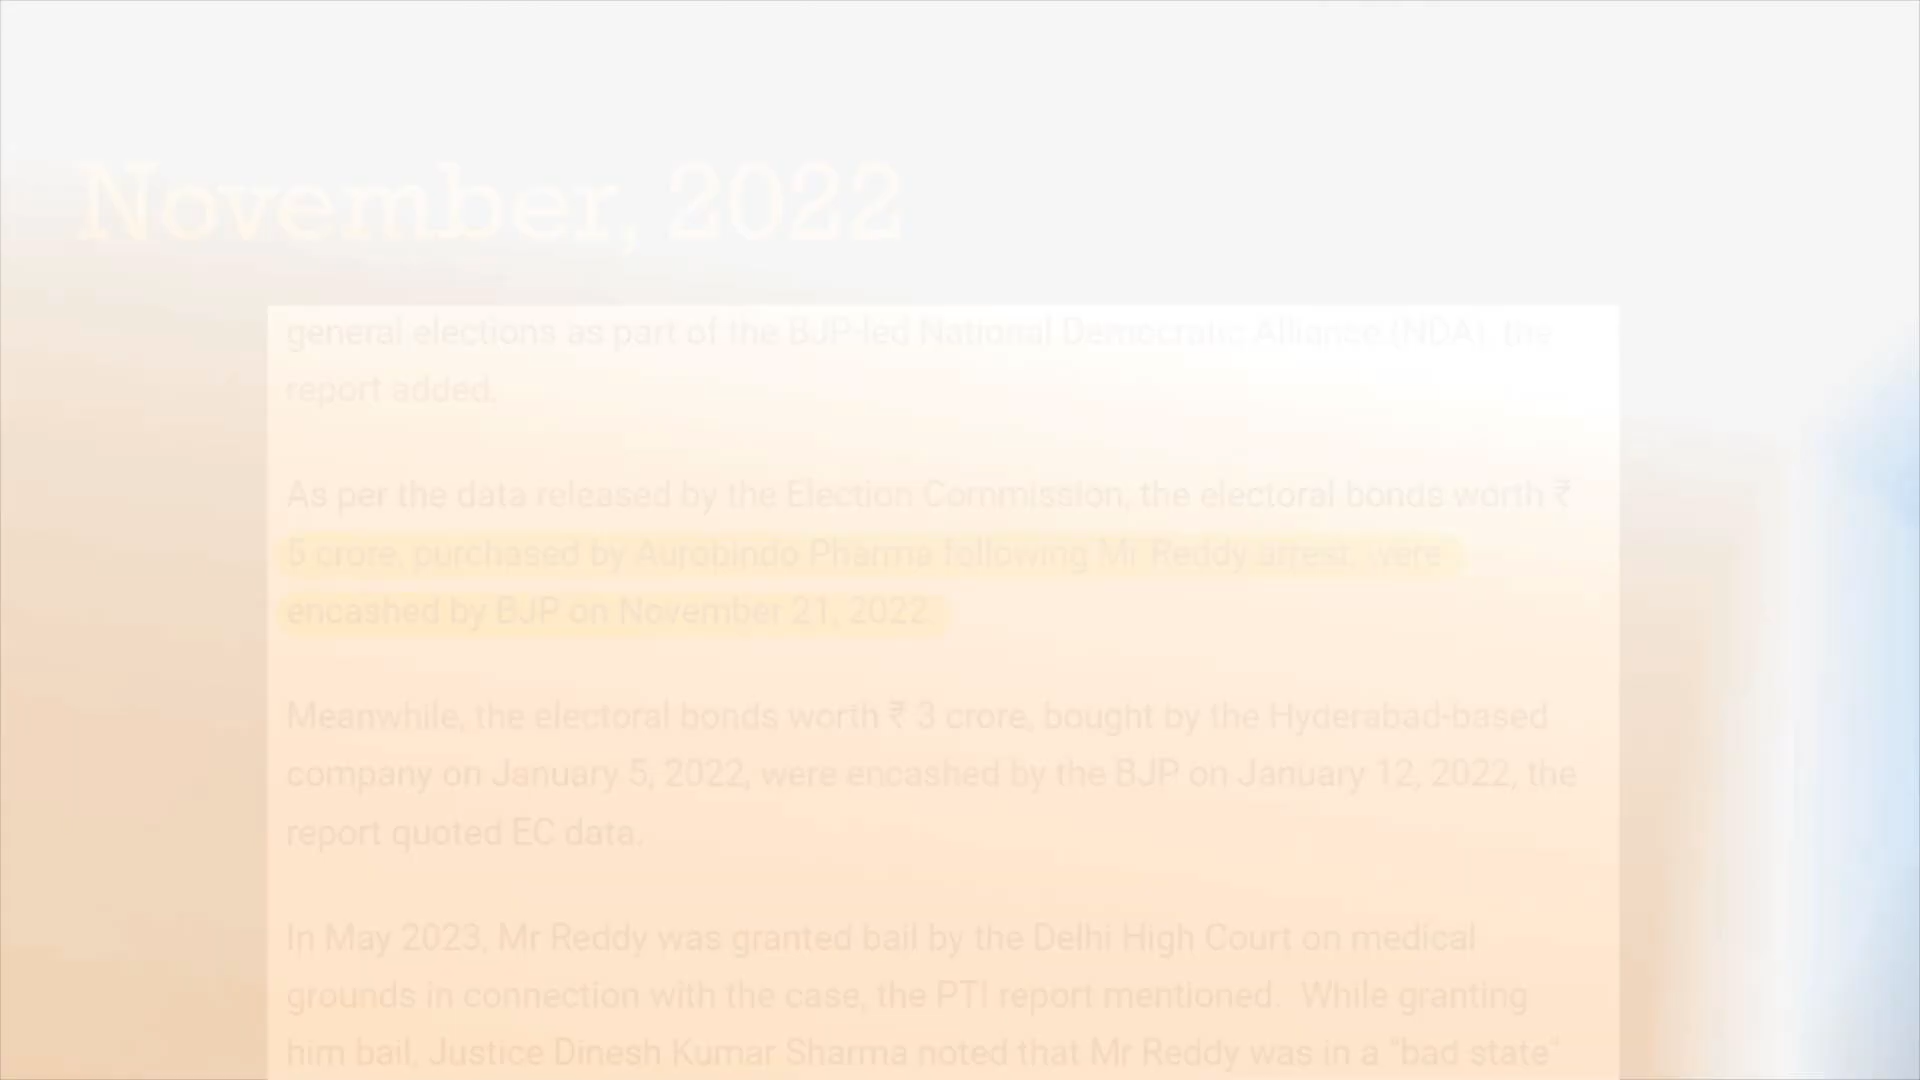 November, 2022
general elections as part of the BJP-led National Democratic Alliance (NDA), the
report added.
As per the data released by the Election Commission, the electoral bonds worth ₹
5 crore, purchased by Aurobindo Pharma following Mr Reddy arrest, were
encashed by BJP on November 21, 2022.
Meanwhile, the electoral bonds worth ₹ 3 crore, bought by the Hyderabad-based
company on January 5, 2022, were encashed by the BJP on January 12, 2022, the
report quoted EC data.
In May 2023, Mr Reddy was granted bail by the Delhi High Court on medical
grounds in connection with the case, the PTI report mentioned. While granting
him bail, Justice Dinesh Kumar Sharma noted that Mr Reddy was in a "bad state"